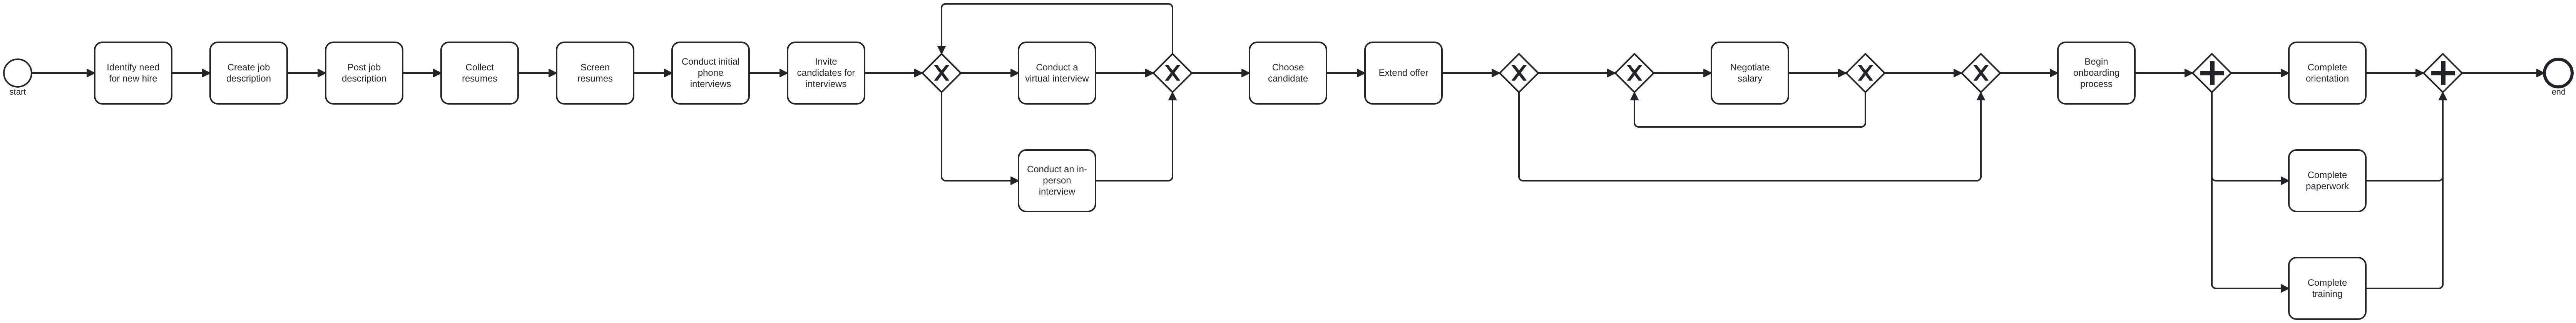 start
Identify need
for new hire
Create job
description
Post job
description
Collect
resumes
Screen
resumes
Conduct initial
phone
interviews
Invite
candidates for
interviews
Conduct a
virtual interview
Conduct an in-
person
interview
Choose
candidate
Extend offer
Negotiate
salary
Begin
onboarding
process
Complete
orientation
Complete
paperwork
Complete
training
end